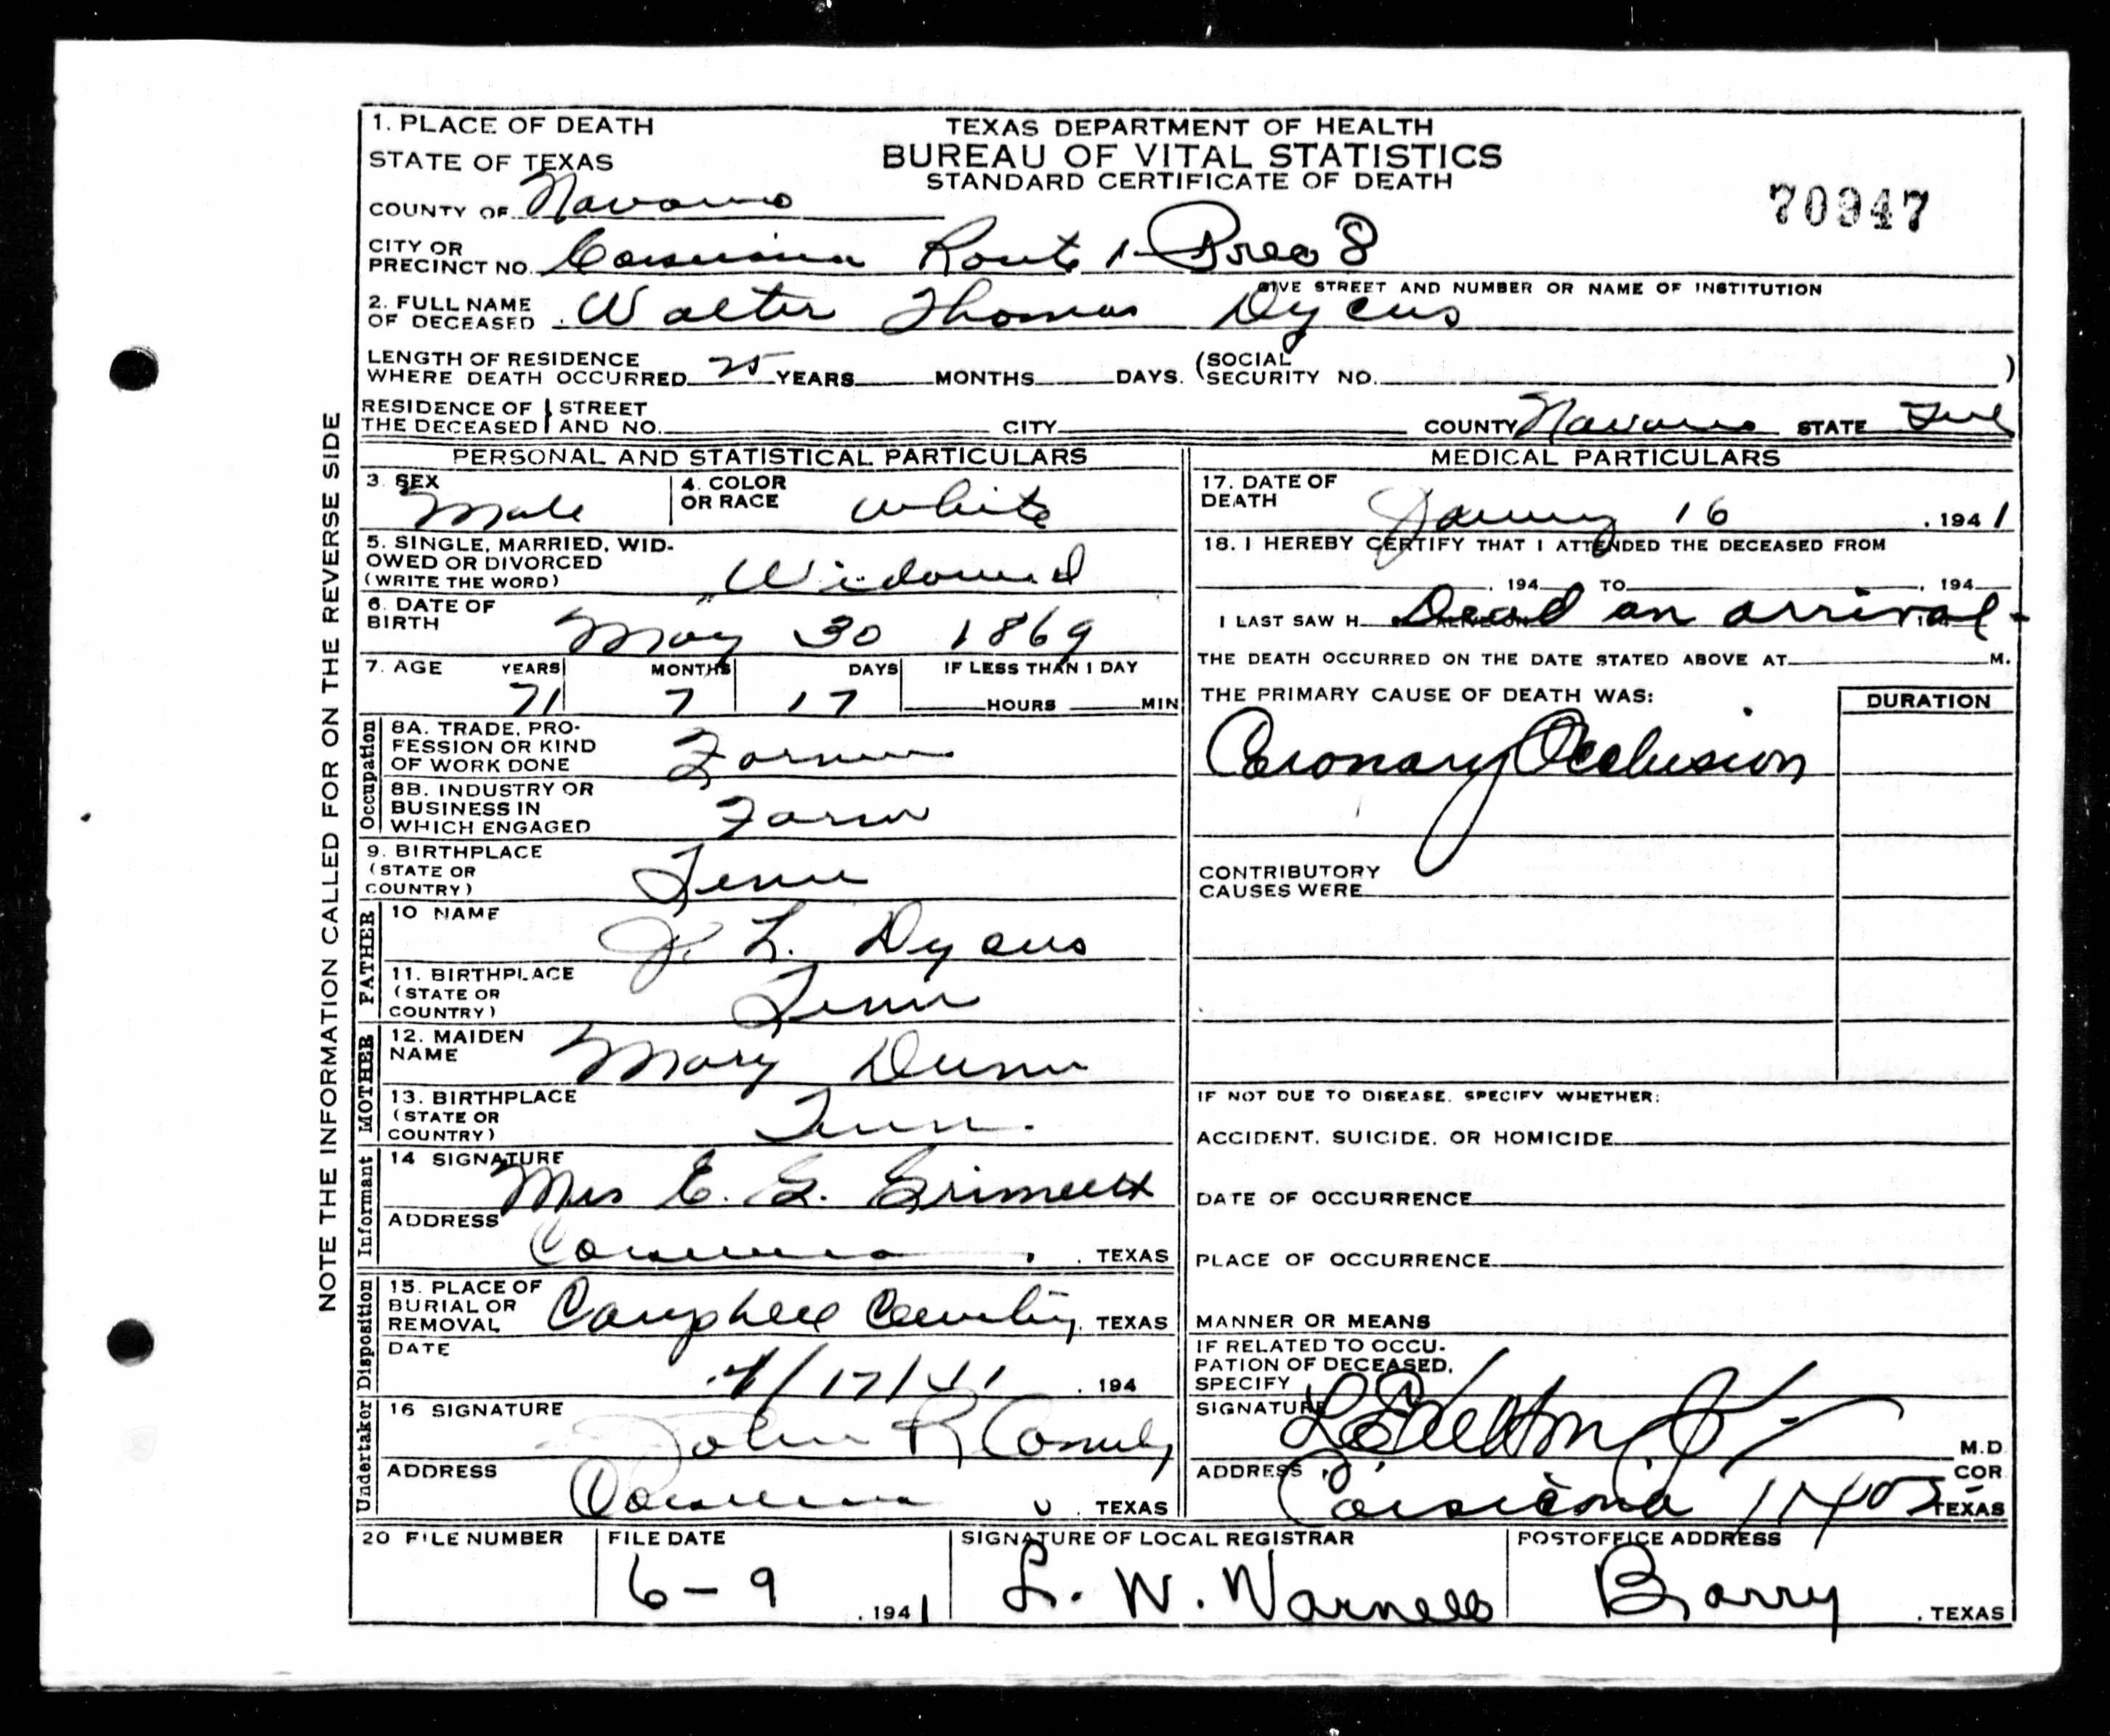 NOTE THE INFORMATION CALLED FOR ON THE REVERSE SIDE
1. PLACE OF DEATH
STATE OF TEXAS
TEXAS DEPARTMENT OF HEALTH
BUREAU OF VITAL STATISTICS
STANDARD CERTIFICATE OF DEATH
70947
COUNTY OF Navarro
CITY OR PRECINCT NO. Corsicana Route 1 - Prec 8
GIVE STREET AND NUMBER OR NAME OF INSTITUTION
2. FULL NAME OF DECEASED Walter Thomas Dycus
LENGTH OF RESIDENCE WHERE DEATH OCCURRED 25 YEARS MONTHS DAYS. (SOCIAL SECURITY NO. )
RESIDENCE OF THE DECEASED STREET AND NO. CITY COUNTY Navarro STATE
PERSONAL AND STATISTICAL PARTICULARS
3. SEX Male
4. COLOR OR RACE White
5. SINGLE, MARRIED, WIDOWED OR DIVORCED (WRITE THE WORD) Widowed
6. DATE OF BIRTH May 30 1869
7. AGE YEARS MONTHS DAYS IF LESS THAN 1 DAY
71 7 17 HOURS MIN
Occupation
8A. TRADE, PROFESSION OR KIND OF WORK DONE Farmer
8B. INDUSTRY OR BUSINESS IN WHICH ENGAGED Farm
9. BIRTHPLACE (STATE OR COUNTRY) Tenn
FATHER
10 NAME J. L. Dycus
11. BIRTHPLACE (STATE OR COUNTRY) Tenn
MOTHER
12. MAIDEN NAME Mary Dunn
13. BIRTHPLACE (STATE OR COUNTRY) Tenn.
Informant
14 SIGNATURE Mrs E. G. Grimmett
ADDRESS Corsicana, TEXAS
Disposition
15. PLACE OF BURIAL OR REMOVAL Campbell Cemetery, TEXAS
DATE 1/17/41, 194
Undertaker
16 SIGNATURE John R Comely
ADDRESS Corsicana, TEXAS
MEDICAL PARTICULARS
17. DATE OF DEATH January 16, 1941
18. I HEREBY CERTIFY THAT I ATTENDED THE DECEASED FROM
, 194 TO , 194
I LAST SAW H Dead on arrival -
THE DEATH OCCURRED ON THE DATE STATED ABOVE AT M.
THE PRIMARY CAUSE OF DEATH WAS: DURATION
Coronary Occlusion
CONTRIBUTORY CAUSES WERE
IF NOT DUE TO DISEASE, SPECIFY WHETHER:
ACCIDENT, SUICIDE, OR HOMICIDE
DATE OF OCCURRENCE
PLACE OF OCCURRENCE
MANNER OR MEANS
IF RELATED TO OCCUPATION OF DECEASED, SPECIFY
SIGNATURE M.D.
ADDRESS Corsicana Texas COR. TEXAS
20 FILE NUMBER
FILE DATE 6-9, 1941
SIGNATURE OF LOCAL REGISTRAR L. W. Warnell
POSTOFFICE ADDRESS Barry, TEXAS